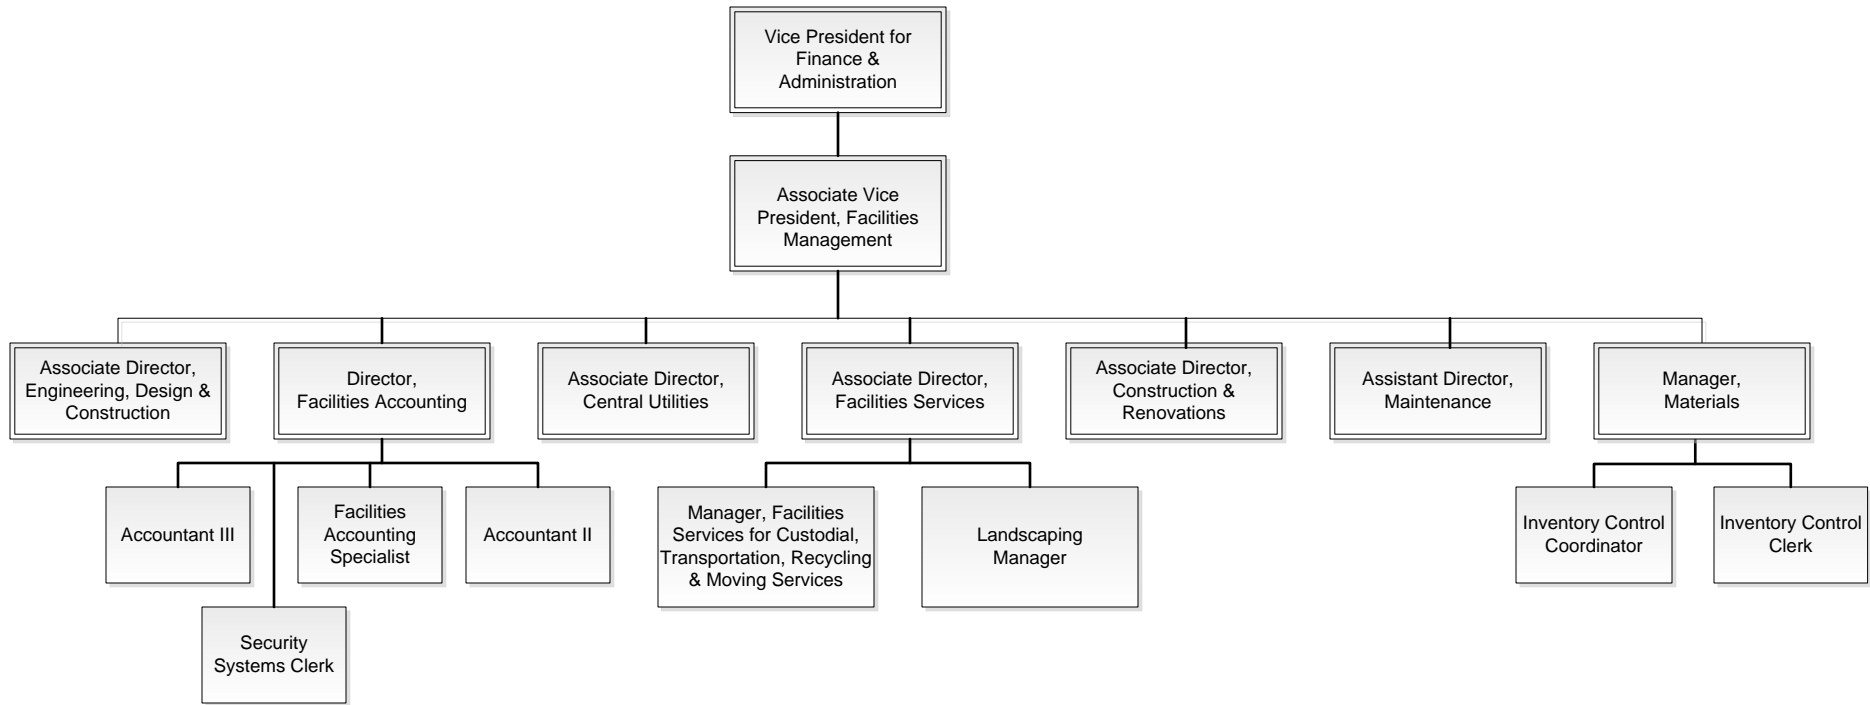 Vice President for
Finance &
Administration
Associate Vice
President, Facilities
Management
Associate Director,
Engineering, Design &
Construction
Director,
Facilities Accounting
Associate Director,
Central Utilities
Associate Director,
Facilities Services
Associate Director,
Construction &
Renovations
Assistant Director,
Maintenance
Manager,
Materials
Accountant III
Facilities
Accounting
Specialist
Accountant II
Manager, Facilities
Services for Custodial,
Transportation, Recycling
& Moving Services
Landscaping
Manager
Inventory Control
Coordinator
Inventory Control
Clerk
Security
Systems Clerk